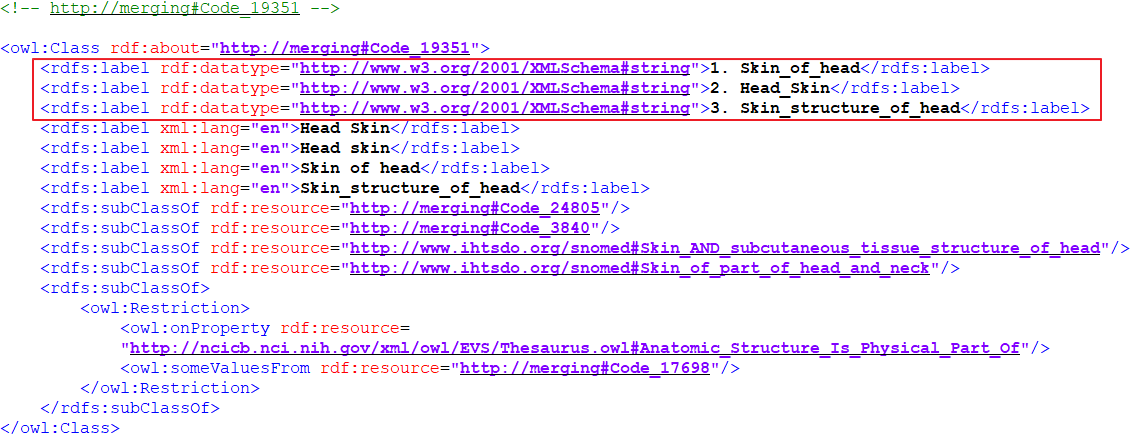 <!-- http://merging#Code_19351 -->
<owl:Class rdf:about="http://merging#Code_19351">
<rdfs:label rdf:datatype="http://www.w3.org/2001/XMLSchema#string">1. Skin_of_head</rdfs:label>
<rdfs:label rdf:datatype="http://www.w3.org/2001/XMLSchema#string">2. Head_Skin</rdfs:label>
<rdfs:label rdf:datatype="http://www.w3.org/2001/XMLSchema#string">3. Skin_structure_of_head</rdfs:label>
<rdfs:label xml:lang="en">Head Skin</rdfs:label>
<rdfs:label xml:lang="en">Head skin</rdfs:label>
<rdfs:label xml:lang="en">Skin of head</rdfs:label>
<rdfs:label xml:lang="en">Skin_structure_of_head</rdfs:label>
<rdfs:subClassOf rdf:resource="http://merging#Code_24805"/>
<rdfs:subClassOf rdf:resource="http://merging#Code_3840"/>
<rdfs:subClassOf rdf:resource="http://www.ihtsdo.org/snomed#Skin_AND_subcutaneous_tissue_structure_of_head"/>
<rdfs:subClassOf rdf:resource="http://www.ihtsdo.org/snomed#Skin_of_part_of_head_and_neck"/>
<rdfs:subClassOf>
<owl:Restriction>
<owl:onProperty rdf:resource=
"http://ncicb.nci.nih.gov/xml/owl/EVS/Thesaurus.owl#Anatomic_Structure_Is_Physical_Part_Of"/>
<owl:someValuesFrom rdf:resource="http://merging#Code_17698"/>
</owl:Restriction>
</rdfs:subClassOf>
</owl:Class>